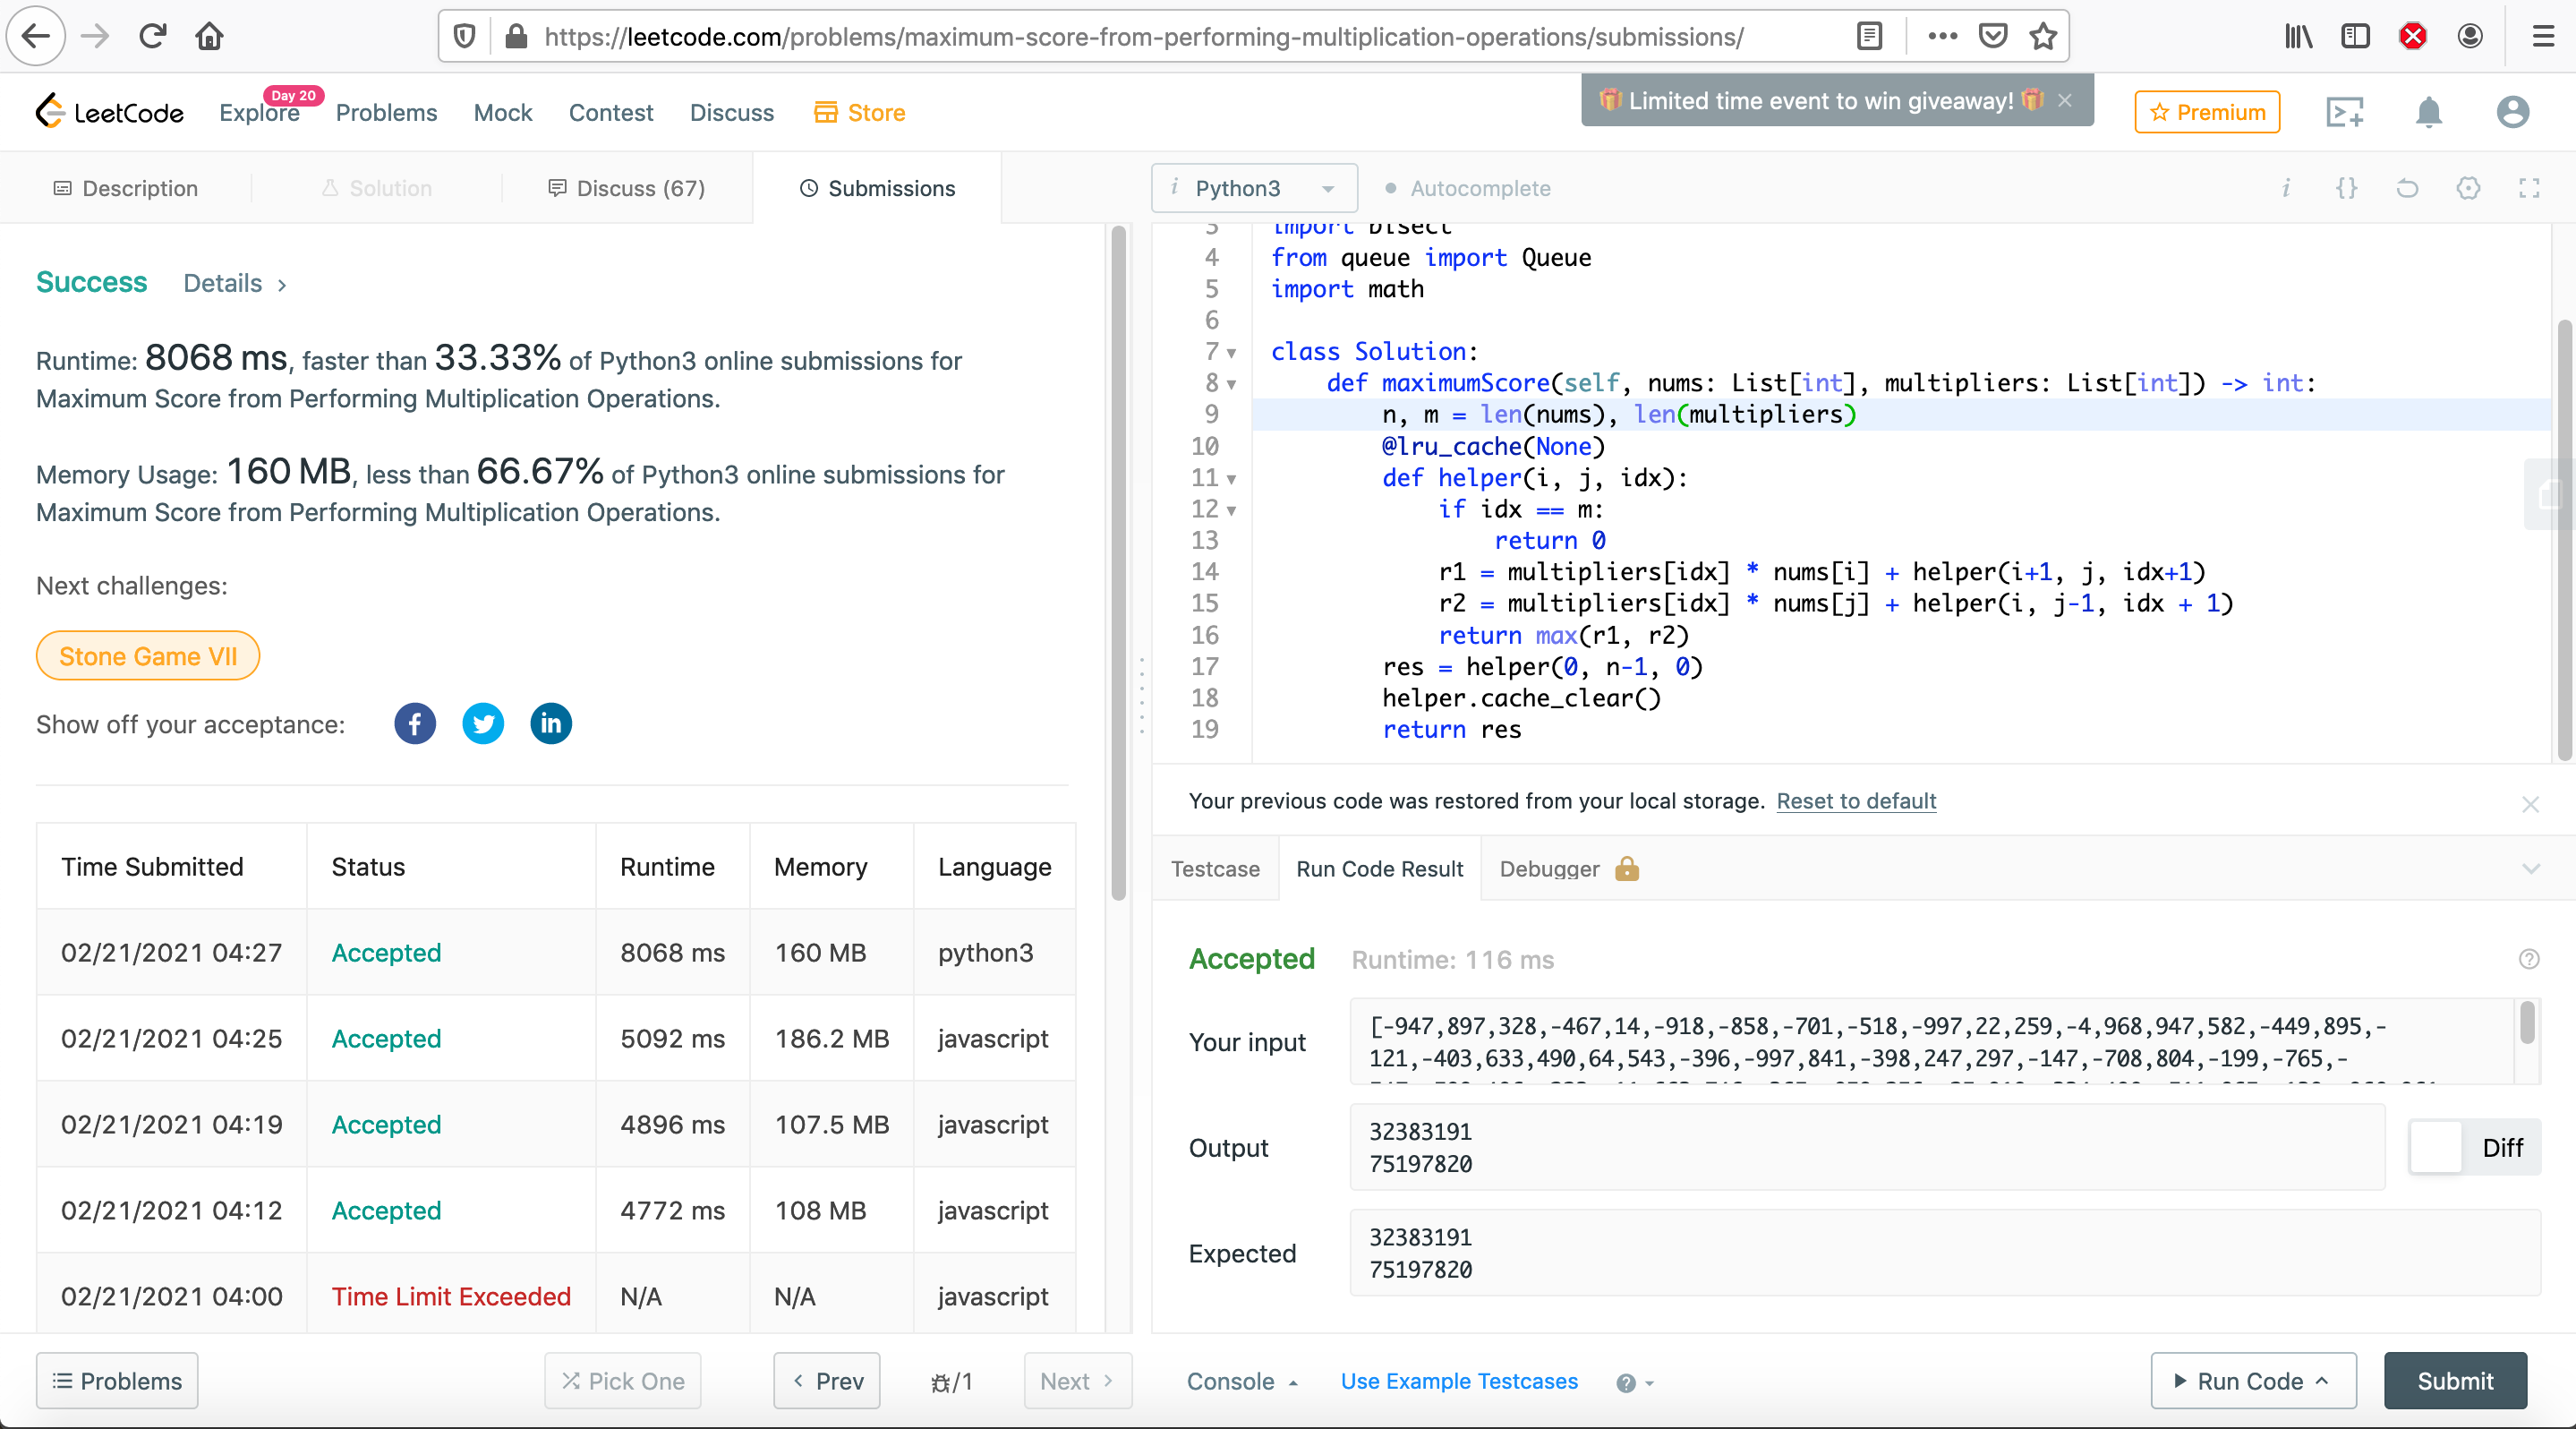 https://leetcode.com/problems/maximum-score-from-performing-multiplication-operations/submissions/
LeetCode
Explore
Day 20
Problems
Mock
Contest
Discuss
Store
Limited time event to win giveaway!
Premium
Description
Solution
Discuss (67)
Submissions
Success
Details
Runtime: 8068 ms, faster than 33.33% of Python3 online submissions for
Maximum Score from Performing Multiplication Operations.
Memory Usage: 160 MB, less than 66.67% of Python3 online submissions for
Maximum Score from Performing Multiplication Operations.
Next challenges:
Stone Game VII
Show off your acceptance:
Time Submitted Status Runtime Memory Language
02/21/2021 04:27 Accepted 8068 ms 160 MB python3
02/21/2021 04:25 Accepted 5092 ms 186.2 MB javascript
02/21/2021 04:19 Accepted 4896 ms 107.5 MB javascript
02/21/2021 04:12 Accepted 4772 ms 108 MB javascript
02/21/2021 04:00 Time Limit Exceeded N/A N/A javascript
Problems
Pick One
Prev
/1
Next
i Python3
Autocomplete
i {}
3 import bisect
4 from queue import Queue
5 import math
6
7 class Solution:
8 def maximumScore(self, nums: List[int], multipliers: List[int]) -> int:
9 n, m = len(nums), len(multipliers)
10 @lru_cache(None)
11 def helper(i, j, idx):
12 if idx == m:
13 return 0
14 r1 = multipliers[idx] * nums[i] + helper(i+1, j, idx+1)
15 r2 = multipliers[idx] * nums[j] + helper(i, j-1, idx + 1)
16 return max(r1, r2)
17 res = helper(0, n-1, 0)
18 helper.cache_clear()
19 return res
Your previous code was restored from your local storage. Reset to default
Testcase
Run Code Result
Debugger
Accepted Runtime: 116 ms
Your input
[-947,897,328,-467,14,-918,-858,-701,-518,-997,22,259,-4,968,947,582,-449,895,-
121,-403,633,490,64,543,-396,-997,841,-398,247,297,-147,-708,804,-199,-765,-
Output
32383191
75197820
Diff
Expected
32383191
75197820
Console
Use Example Testcases
Run Code
Submit